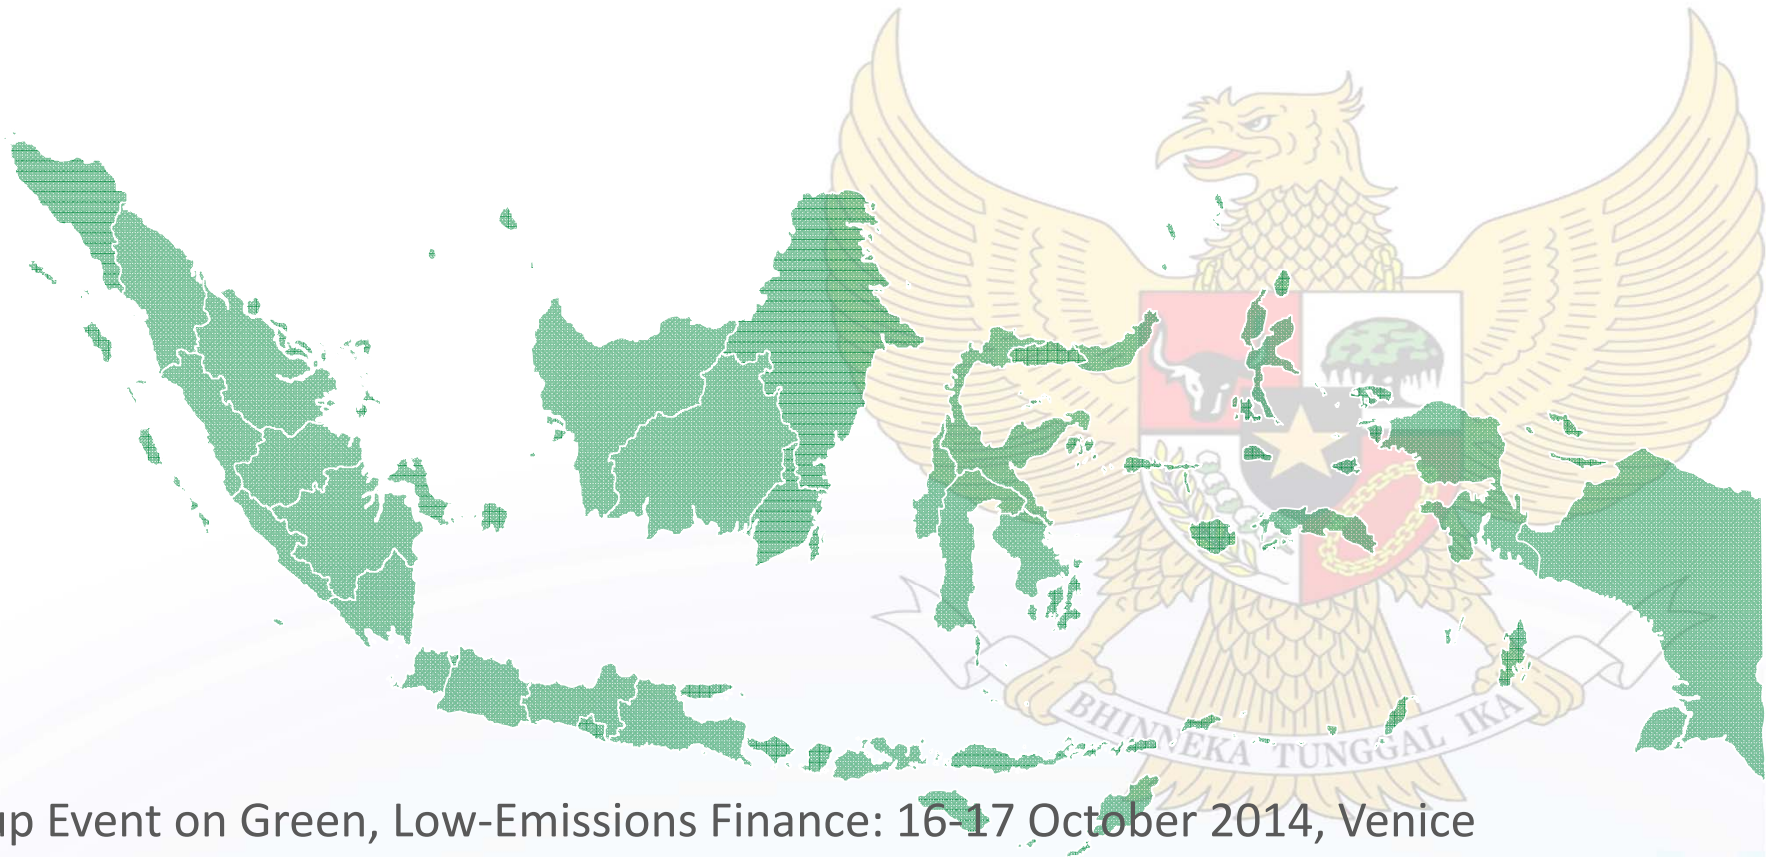 BHINNEKA TUNGGAL IKA
up Event on Green, Low-Emissions Finance: 16-17 October 2014, Venice